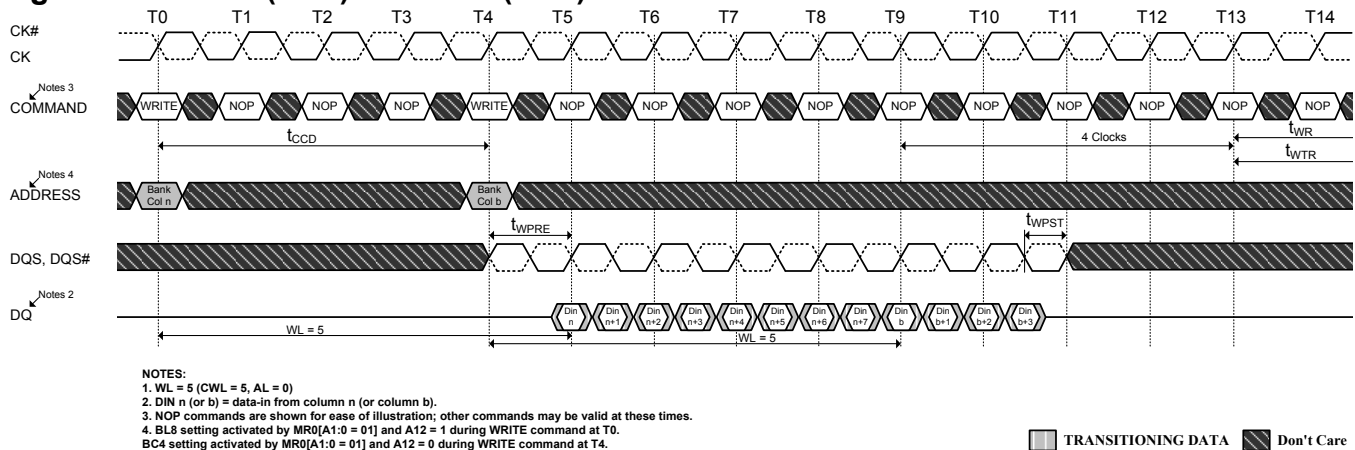 T0 T1 T2 T3 T4 T5 T6 T7 T8 T9 T10 T11 T12 T13 T14
CK#
CK
Notes 3
COMMAND
WRITE NOP NOP NOP WRITE NOP NOP NOP NOP NOP NOP NOP NOP NOP NOP
tCCD
4 Clocks
tWR
tWTR
Notes 4
ADDRESS
Bank Bank
Col n Col b
tWPRE
tWPST
DQS, DQS#
Notes 2
DQ
Din Din Din Din Din Din Din Din Din Din Din Din
n n+1 n+2 n+3 n+4 n+5 n+6 n+7 b b+1 b+2 b+3
WL = 5
WL = 5
NOTES:
1. WL = 5 (CWL = 5, AL = 0)
2. DIN n (or b) = data-in from column n (or column b).
3. NOP commands are shown for ease of illustration; other commands may be valid at these times.
4. BL8 setting activated by MR0[A1:0 = 01] and A12 = 1 during WRITE command at T0.
BC4 setting activated by MR0[A1:0 = 01] and A12 = 0 during WRITE command at T4.
TRANSITIONING DATA
Don't Care